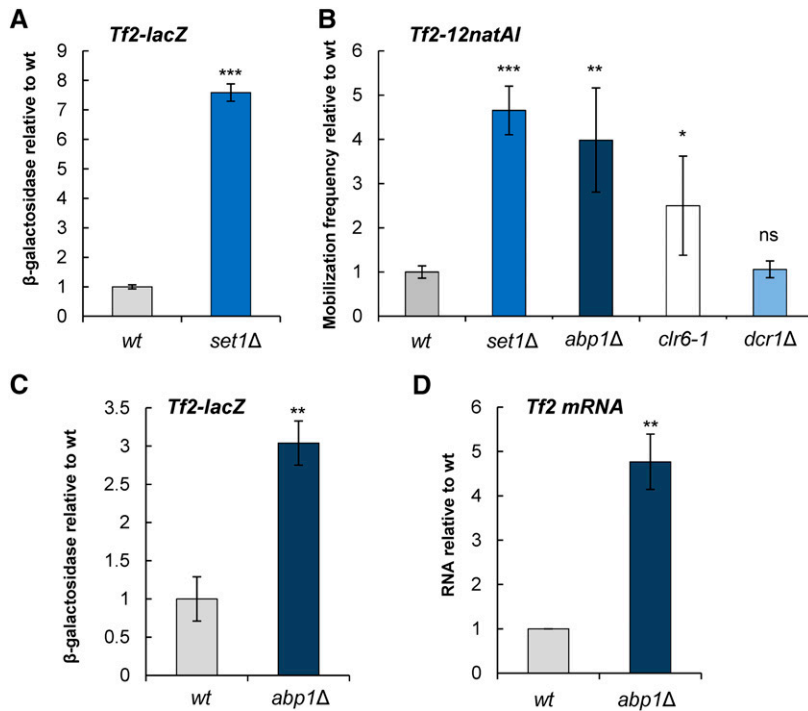 A
Tf2-lacZ
β-galactosidase relative to wt
9
8
7
6
5
4
3
2
1
0
***
wt
set1Δ
B
Tf2-12natAI
Mobilization frequency relative to wt
6
5
4
3
2
1
0
***
**
*
ns
wt
set1Δ
abp1Δ
clr6-1
dcr1Δ
C
Tf2-lacZ
β-galactosidase relative to wt
3.5
3
2.5
2
1.5
1
0.5
0
**
wt
abp1Δ
D
Tf2 mRNA
RNA relative to wt
6
5
4
3
2
1
0
**
wt
abp1Δ